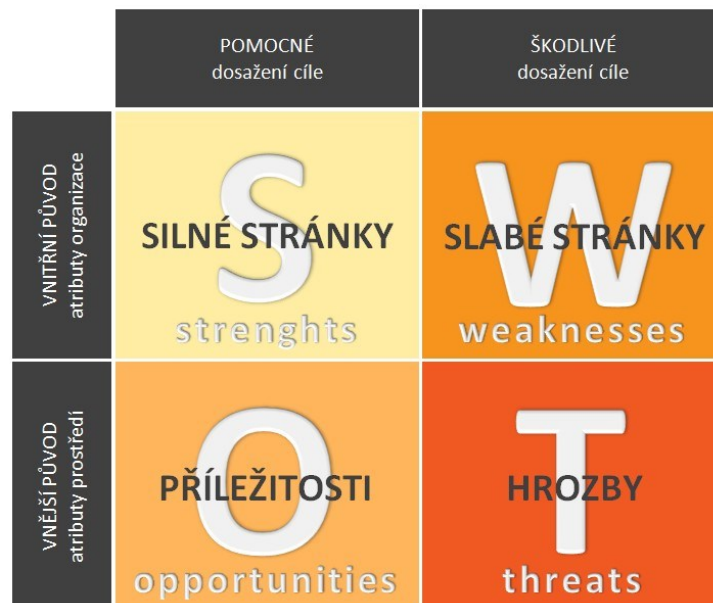 POMOCNÉ
dosažení cíle
ŠKODLIVÉ
dosažení cíle
VNITŘNÍ PŮVOD
atributy organizace
S
SILNÉ STRÁNKY
strenghts
W
SLABÉ STRÁNKY
weaknesses
VNĚJŠÍ PŮVOD
atributy prostředí
O
PŘÍLEŽITOSTI
opportunities
T
HROZBY
threats